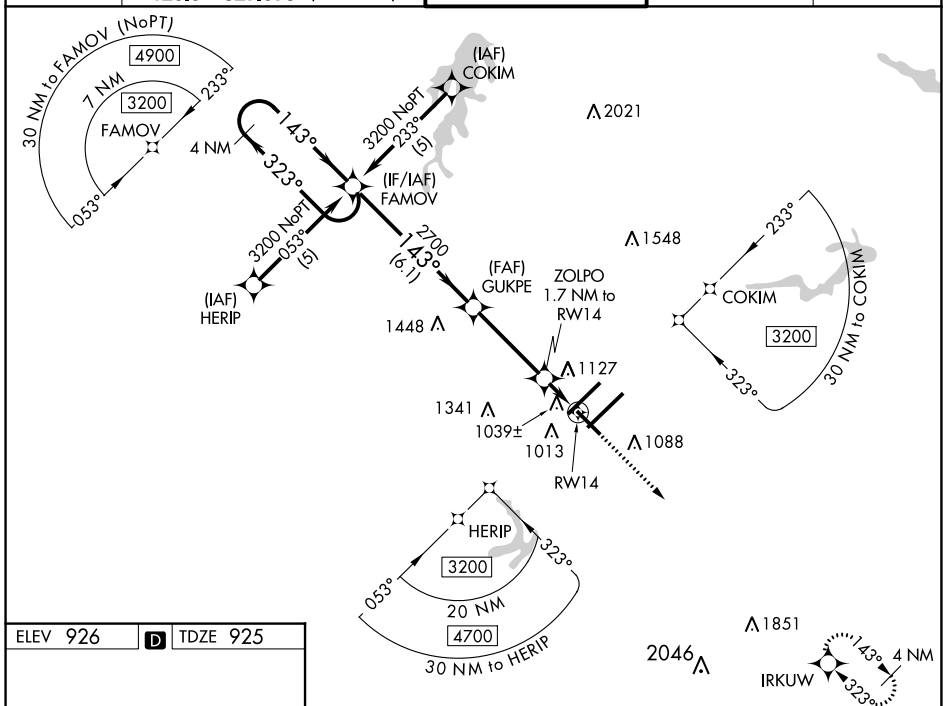 30 NM to FAMOV (NoPT)
4900
7 NM
3200
233°
FAMOV
053°
4 NM
143°
323°
(IAF)
COKIM
3200 NoPT
233°
(5)
(IF/IAF)
FAMOV
3200 NoPT
053°
(5)
(IAF)
HERIP
2700
143°
(6.1)
(FAF)
GUKPE
ZOLPO
1.7 NM to
RW14
2021
1548
1448
1127
1341
1039±
1013
1088
RW14
233°
COKIM
3200
323°
30 NM to COKIM
HERIP
3200
053°
323°
20 NM
4700
30 NM to HERIP
ELEV 926
D
TDZE 925
1851
2046
IRKUW
143°
4 NM
323°